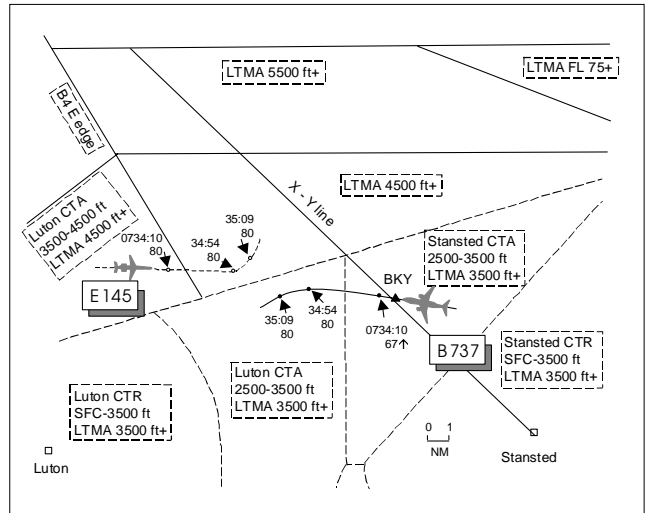 LTMA 5500 ft+
LTMA FL 75+
B4 E edge
X - Y line
LTMA 4500 ft+
Luton CTA
3500-4500 ft
LTMA 4500 ft+
0734:10
80
34:54
80
35:09
80
E145
Stansted CTA
2500-3500 ft
LTMA 3500 ft+
BKY
35:09
80
34:54
80
0734:10
67↑
B737
Stansted CTR
SFC-3500 ft
LTMA 3500 ft+
Luton CTA
2500-3500 ft
LTMA 3500 ft+
Luton CTR
SFC-3500 ft
LTMA 3500 ft+
0 1
NM
Luton
Stansted